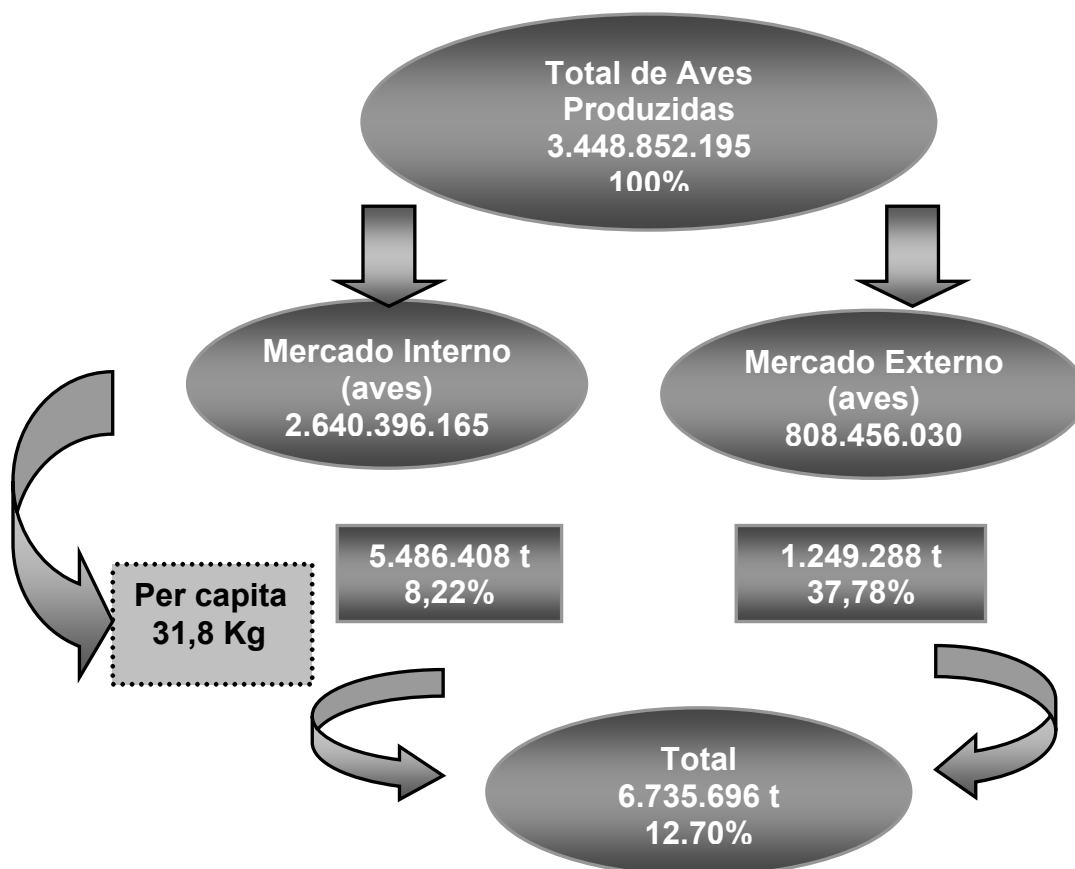 Total de Aves
Produzidas
3.448.852.195
100%
Mercado Interno
(aves)
2.640.396.165
Mercado Externo
(aves)
808.456.030
5.486.408 t
8,22%
1.249.288 t
37,78%
Per capita
31,8 Kg
Total
6.735.696 t
12.70%